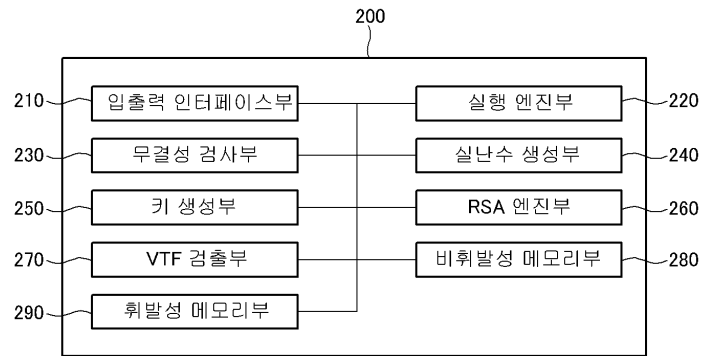 200
210 입출력 인터페이스부 실행 엔진부 220
230 무결성 검사부 실난수 생성부 240
250 키 생성부 RSA 엔진부 260
270 VTF 검출부 비휘발성 메모리부 280
290 휘발성 메모리부